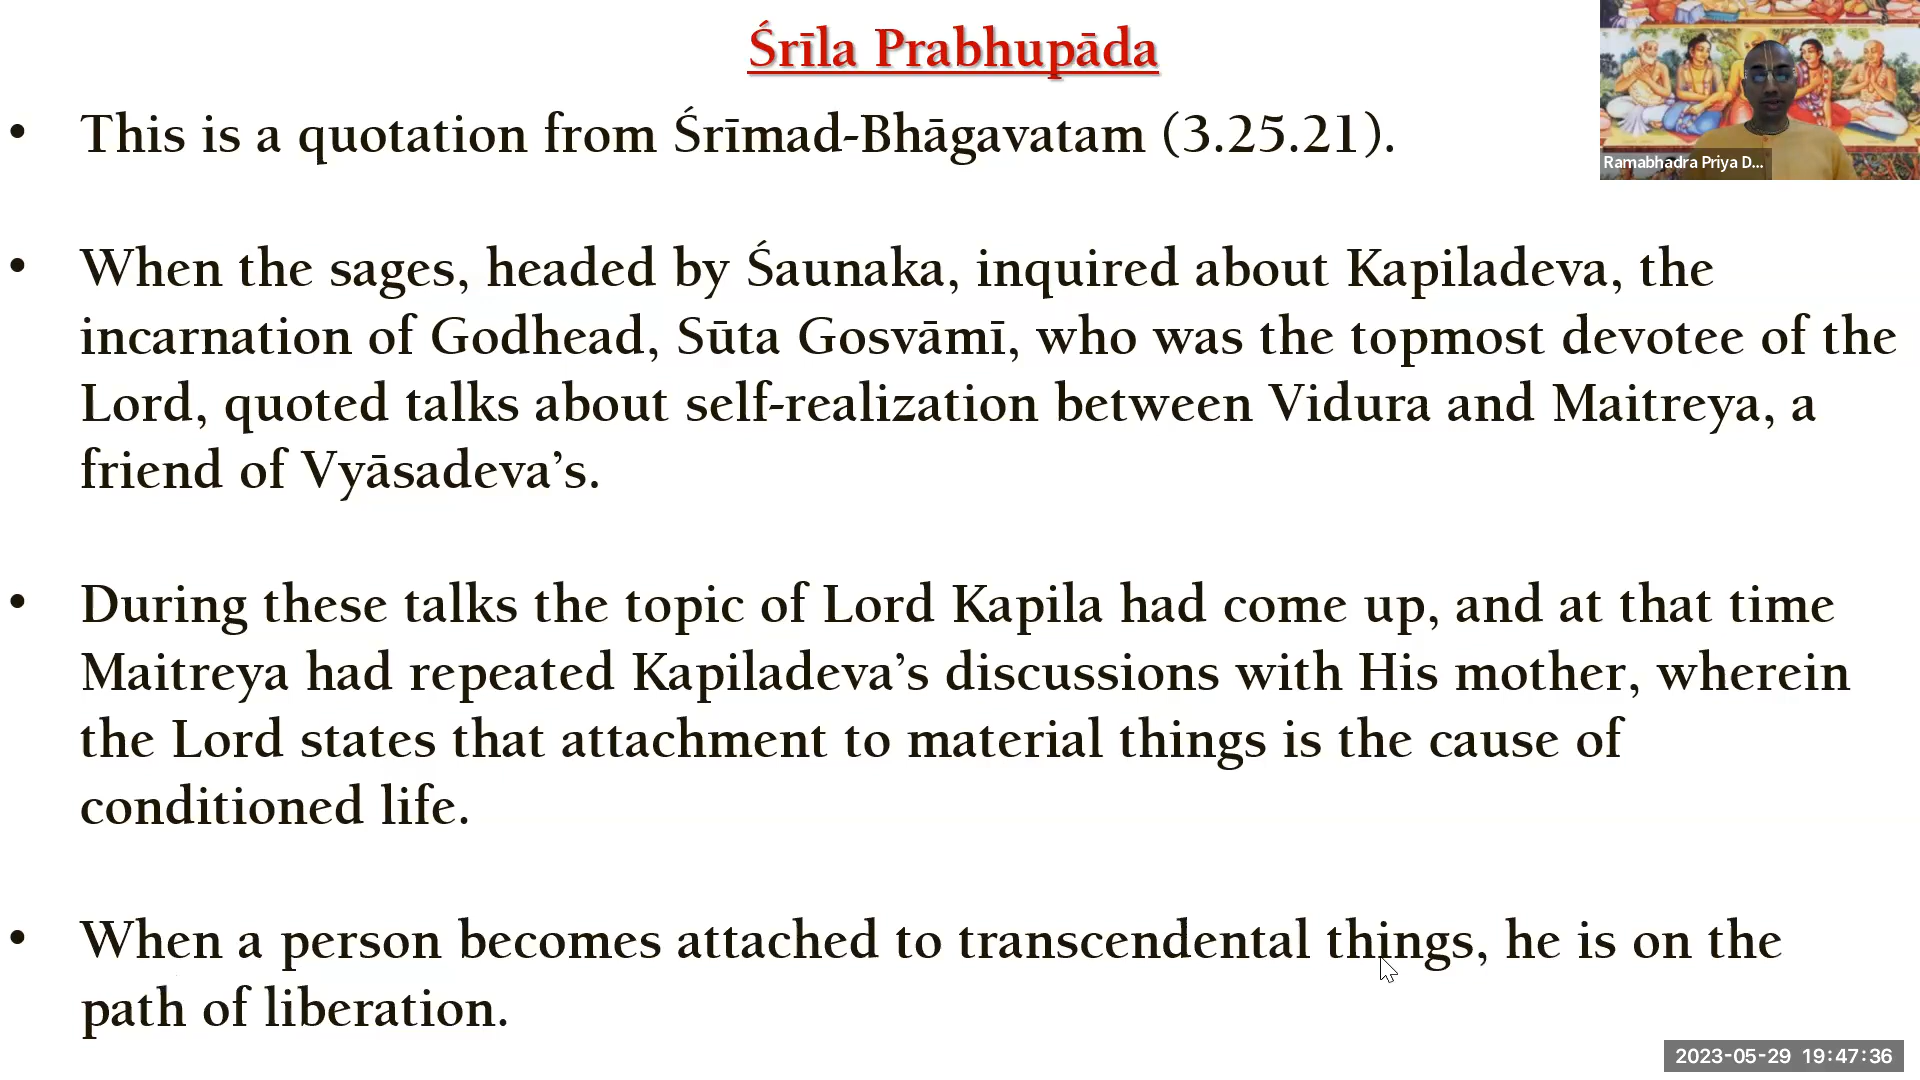 Śrīla Prabhupāda
• This is a quotation from Śrīmad-Bhāgavatam (3.25.21).
• When the sages, headed by Śaunaka, inquired about Kapiladeva, the
incarnation of Godhead, Sūta Gosvāmī, who was the topmost devotee of the
Lord, quoted talks about self-realization between Vidura and Maitreya, a
friend of Vyāsadeva’s.
• During these talks the topic of Lord Kapila had come up, and at that time
Maitreya had repeated Kapiladeva’s discussions with His mother, wherein
the Lord states that attachment to material things is the cause of
conditioned life.
• When a person becomes attached to transcendental things, he is on the
path of liberation.
Ramabhadra Priya D...
2023-05-29 19:47:36